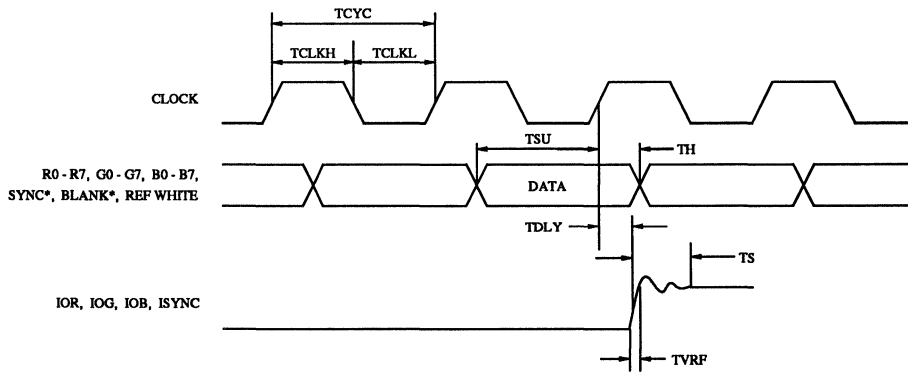 TCYC
TCLKH
TCLKL
CLOCK
TSU
TH
R0 - R7, G0 - G7, B0 - B7,
SYNC*, BLANK*, REF WHITE
DATA
TDLY
TS
IOR, IOG, IOB, ISYNC
TVRF